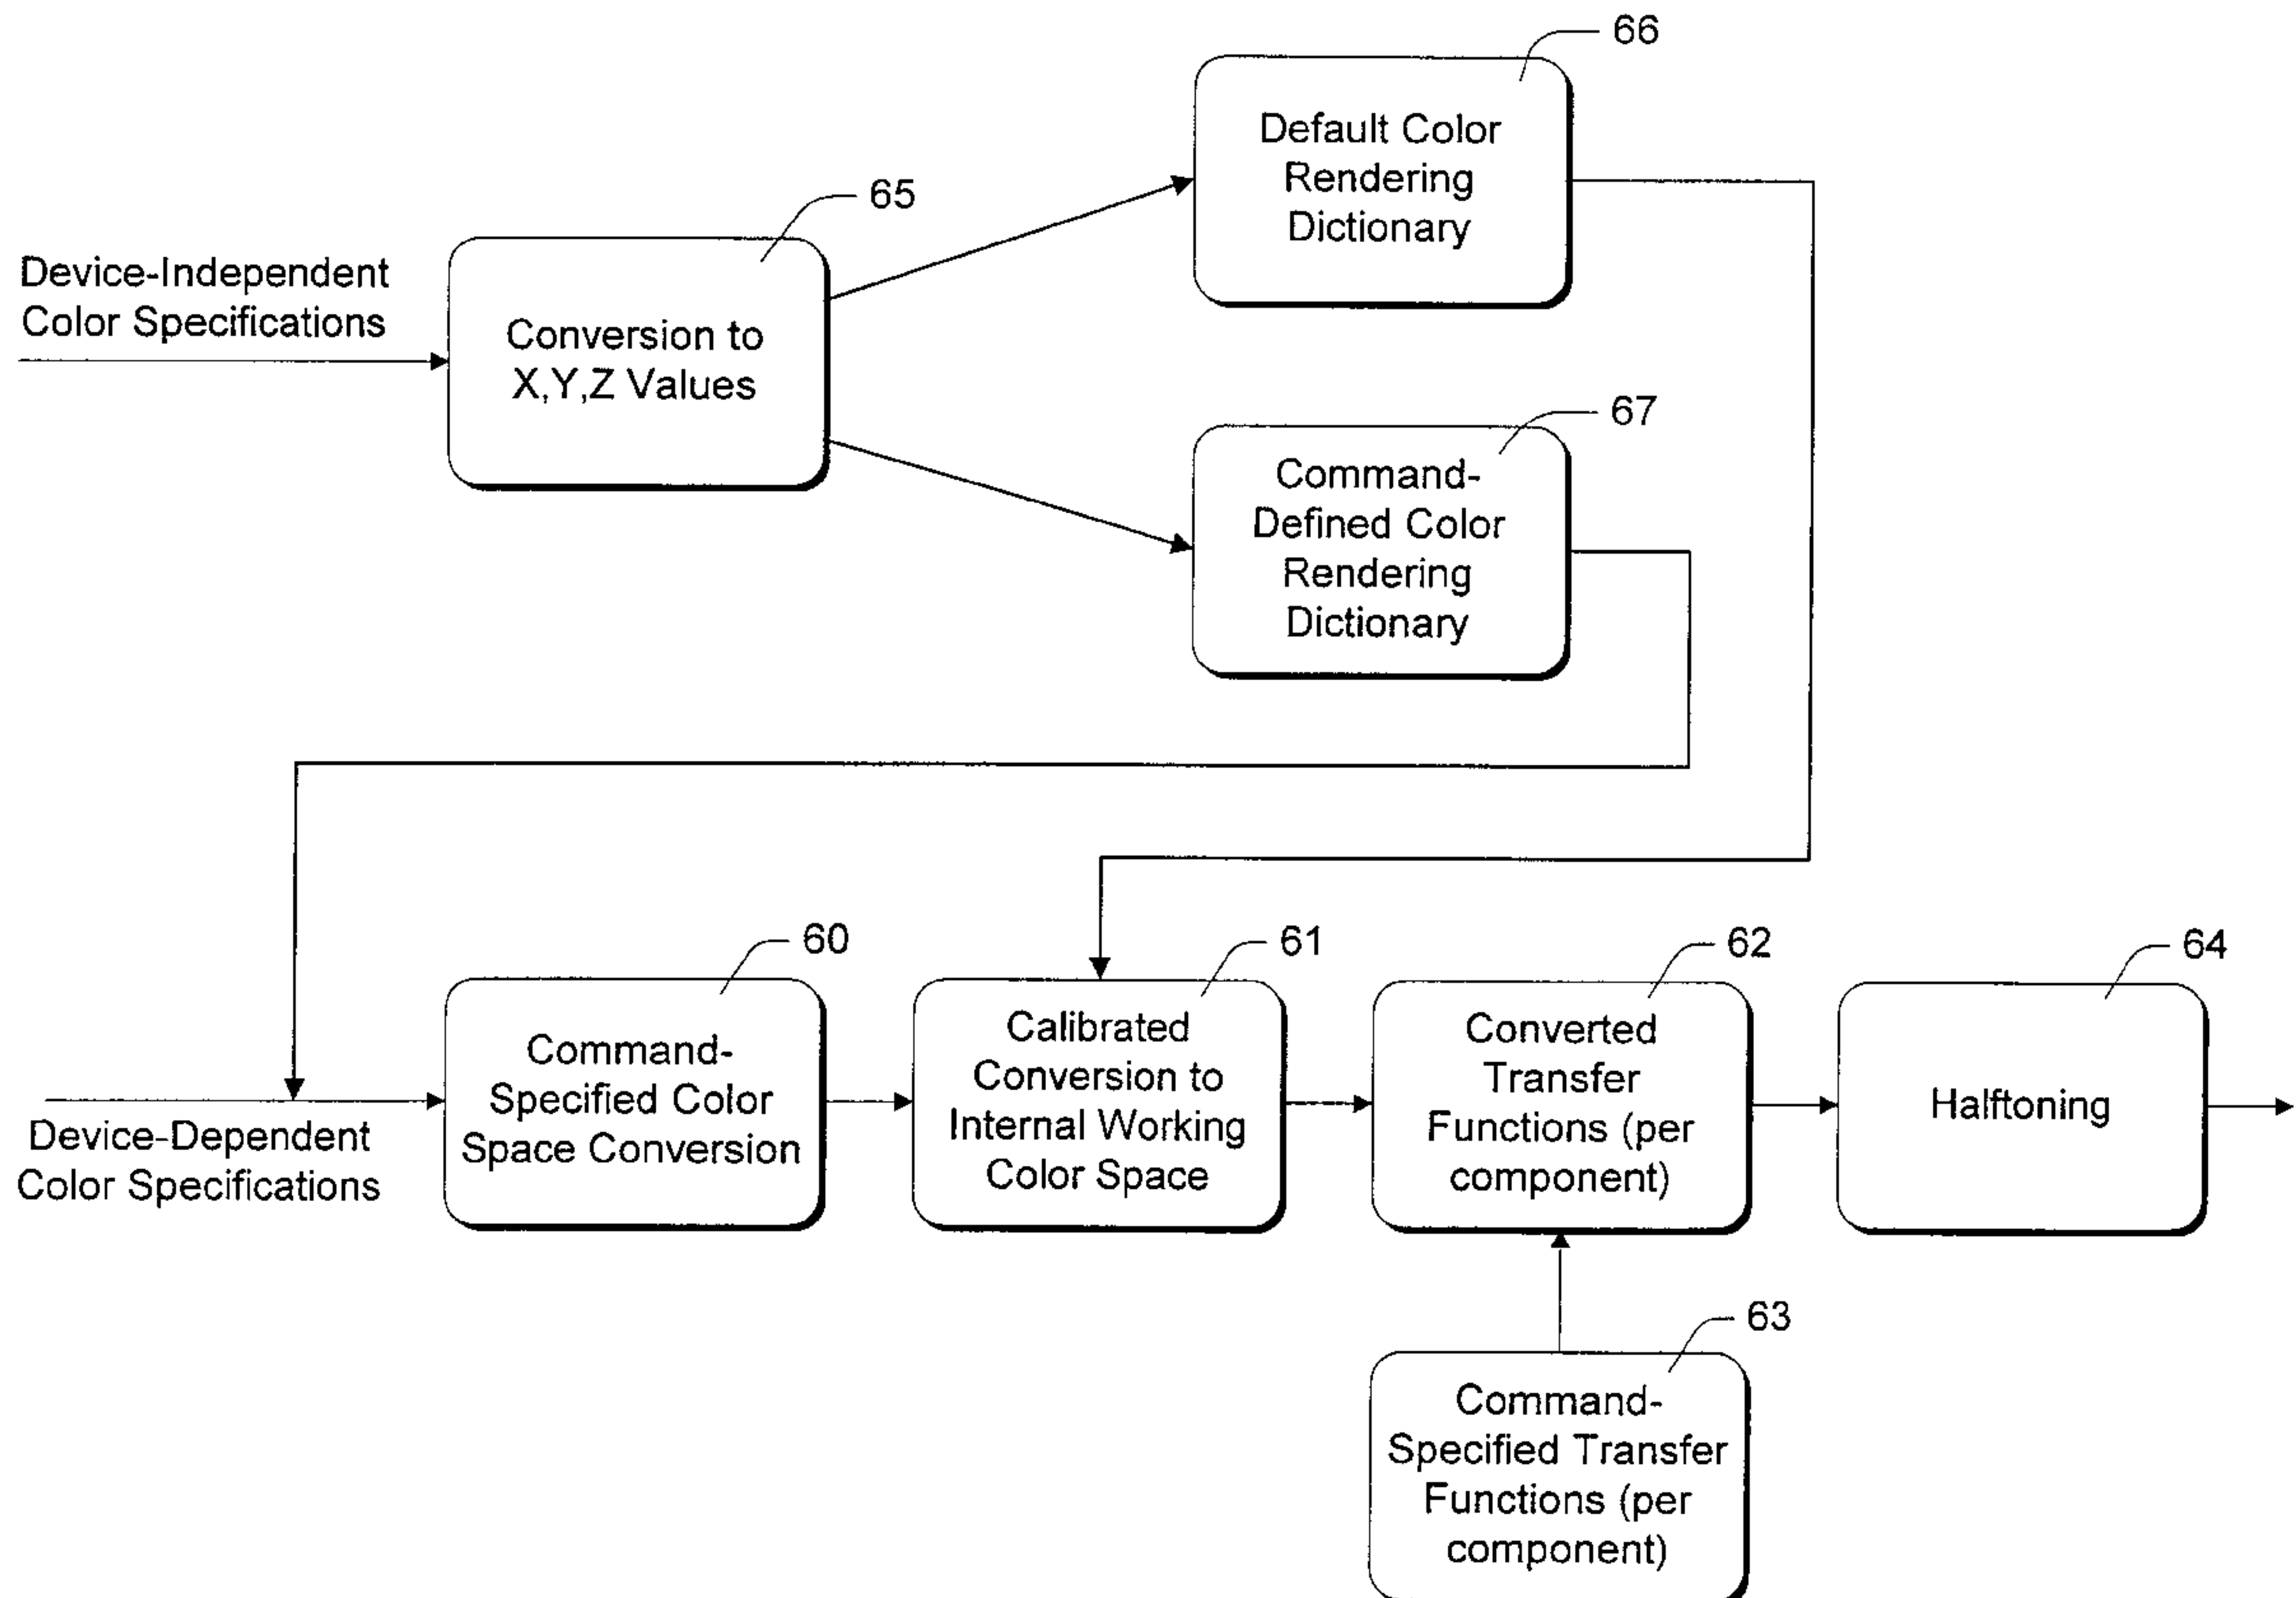 66
Default Color
Rendering
Dictionary
65
Device-Independent
Color Specifications
Conversion to
X,Y,Z Values
67
Command-
Defined Color
Rendering
Dictionary
60
Command-
Specified Color
Space Conversion
Device-Dependent
Color Specifications
61
Calibrated
Conversion to
Internal Working
Color Space
62
Converted
Transfer
Functions (per
component)
64
Halftoning
63
Command-
Specified Transfer
Functions (per
component)